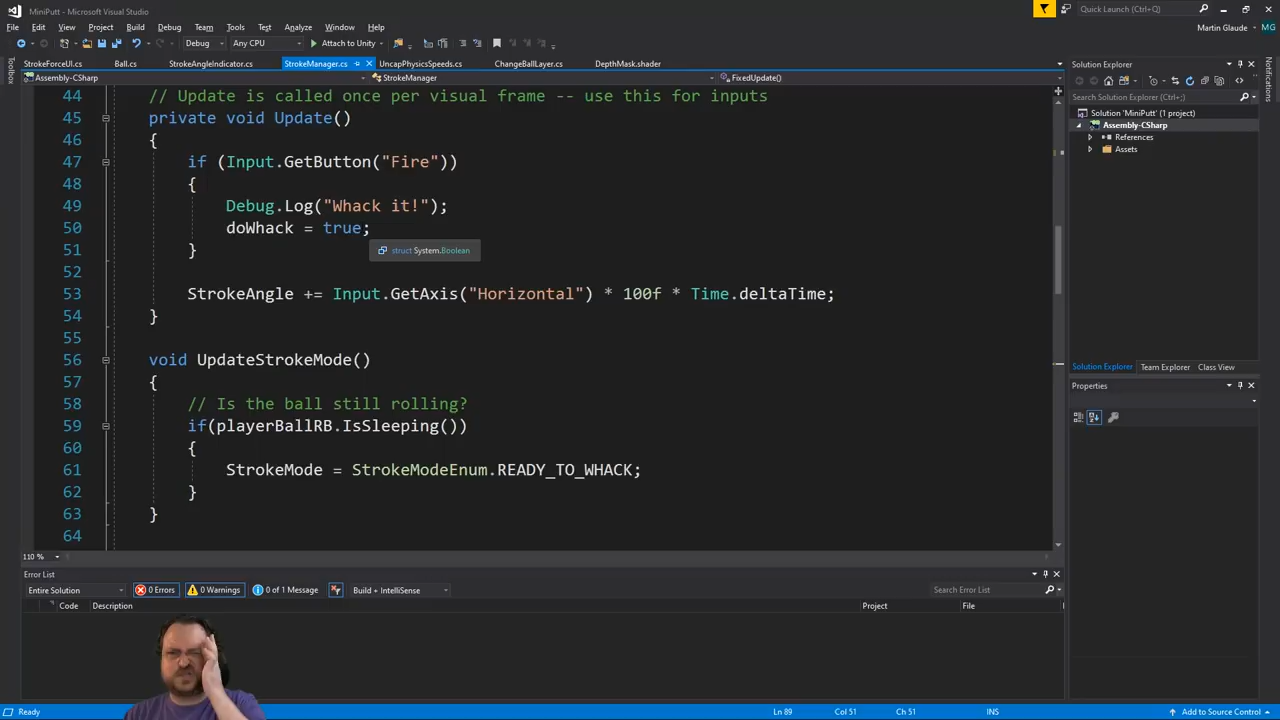 MiniPutt - Microsoft Visual Studio
Quick Launch (Ctrl+Q)
File Edit View Project Build Debug Team Tools Test Analyze Window Help
Martin Glaude MG
Debug Any CPU Attach to Unity
Toolbox
StrokeForceUI.cs Ball.cs StrokeAngleIndicator.cs StrokeManager.cs UncapPhysicsSpeeds.cs ChangeBallLayer.cs DepthMask.shader
Assembly-CSharp StrokeManager FixedUpdate()
44 // Update is called once per visual frame -- use this for inputs
45 private void Update()
46 {
47 if (Input.GetButton("Fire"))
48 {
49 Debug.Log("Whack it!");
50 doWhack = true;
struct System.Boolean
51 }
52
53 StrokeAngle += Input.GetAxis("Horizontal") * 100f * Time.deltaTime;
54 }
55
56 void UpdateStrokeMode()
57 {
58 // Is the ball still rolling?
59 if(playerBallRB.IsSleeping())
60 {
61 StrokeMode = StrokeModeEnum.READY_TO_WHACK;
62 }
63 }
64
110 %
Solution Explorer
Search Solution Explorer (Ctrl+;)
Solution 'MiniPutt' (1 project)
Assembly-CSharp
References
Assets
Solution Explorer Team Explorer Class View
Properties
Notifications
Error List
Entire Solution 0 Errors 0 Warnings 0 of 1 Message Build + IntelliSense Search Error List
Code Description Project File
Ready Ln 89 Col 51 Ch 51 INS Add to Source Control